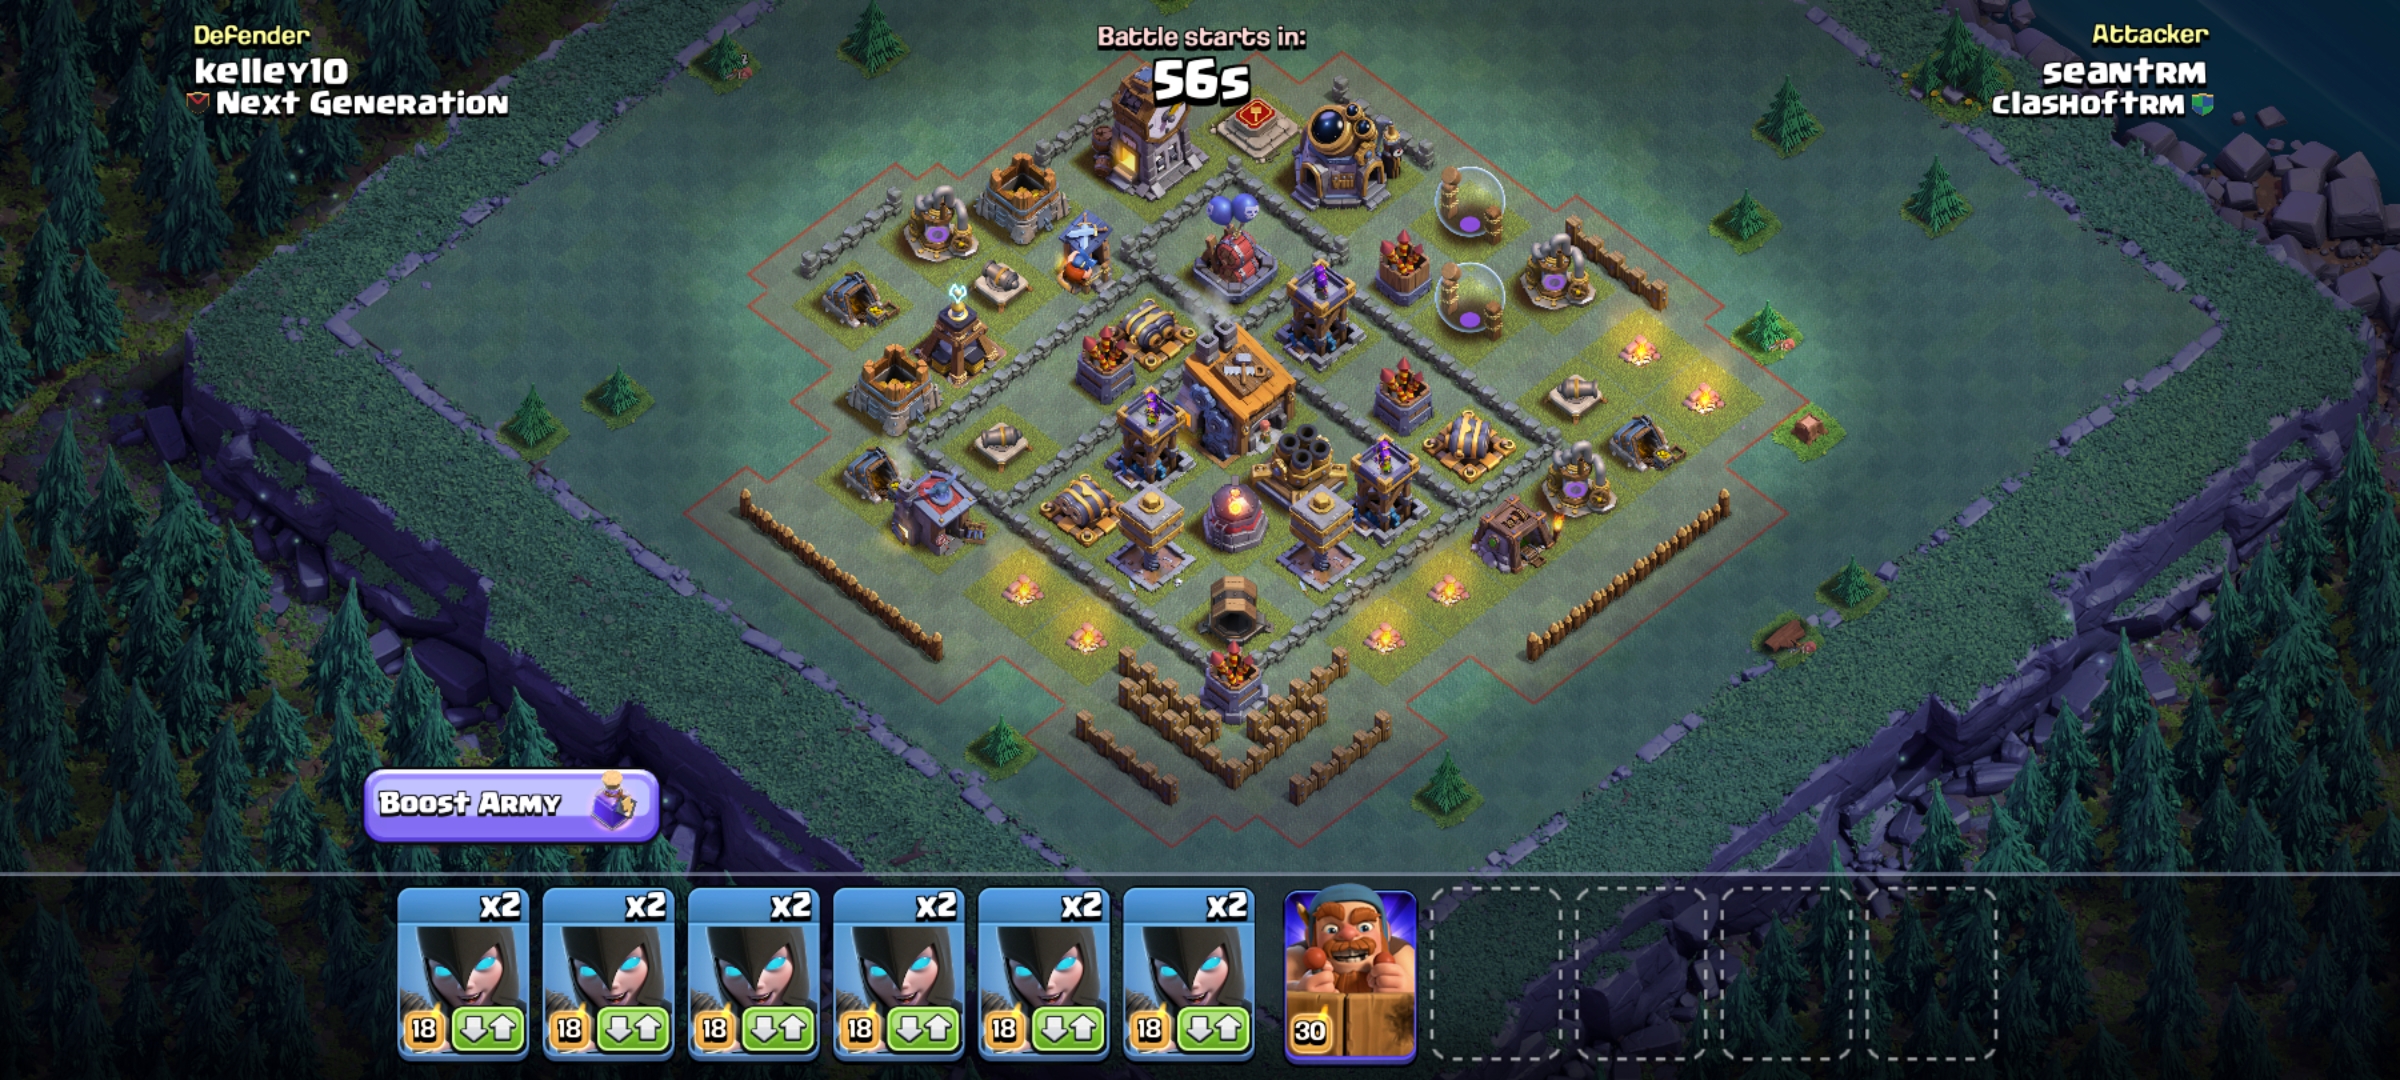 Defender
kelley10
Next Generation
Battle starts in:
56s
Attacker
seantRM
clashoftRM
Boost Army
x2
x2
x2
x2
x2
x2
18
18
18
18
18
18
30